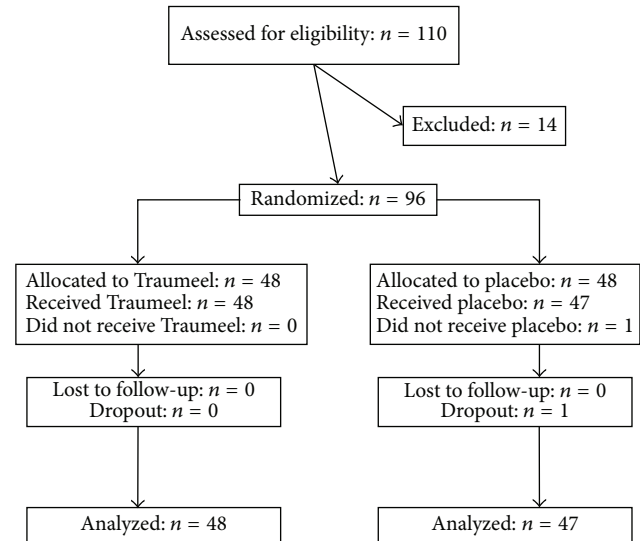 Assessed for eligibility: n = 110
Excluded: n = 14
Randomized: n = 96
Allocated to Traumeel: n = 48
Received Traumeel: n = 48
Did not receive Traumeel: n = 0
Allocated to placebo: n = 48
Received placebo: n = 47
Did not receive placebo: n = 1
Lost to follow-up: n = 0
Dropout: n = 0
Lost to follow-up: n = 0
Dropout: n = 1
Analyzed: n = 48
Analyzed: n = 47